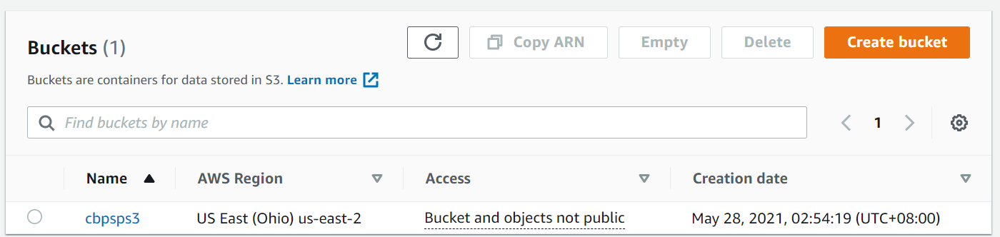 Buckets (1)
Copy ARN
Empty
Delete
Create bucket
Buckets are containers for data stored in S3. Learn more
Find buckets by name
1
Name AWS Region Access Creation date
cbpsps3 US East (Ohio) us-east-2 Bucket and objects not public May 28, 2021, 02:54:19 (UTC+08:00)